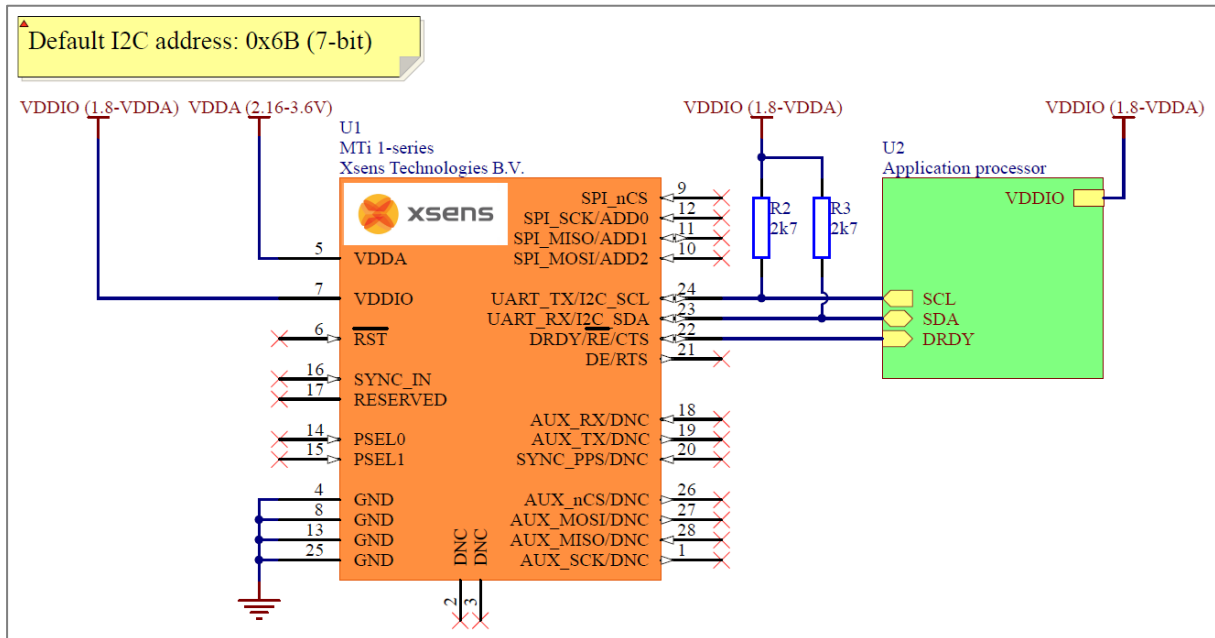 Default I2C address: 0x6B (7-bit)
VDDIO (1.8-VDDA) VDDA (2.16-3.6V) VDDIO (1.8-VDDA) VDDIO (1.8-VDDA)
U1
MTi 1-series
Xsens Technologies B.V.
xsens
5 VDDA
7 VDDIO
6 RST
16 SYNC_IN
17 RESERVED
14 PSEL0
15 PSEL1
4 GND
8 GND
13 GND
25 GND
2 DNC
3 DNC
SPI_nCS 9
SPI_SCK/ADD0 12
SPI_MISO/ADD1 11
SPI_MOSI/ADD2 10
UART_TX/I2C_SCL 24
UART_RX/I2C_SDA 23
DRDY/RE/CTS 22
DE/RTS 21
AUX_RX/DNC 18
AUX_TX/DNC 19
SYNC_PPS/DNC 20
AUX_nCS/DNC 26
AUX_MOSI/DNC 27
AUX_MISO/DNC 28
AUX_SCK/DNC 1
R2
2k7
R3
2k7
U2
Application processor
VDDIO
SCL
SDA
DRDY